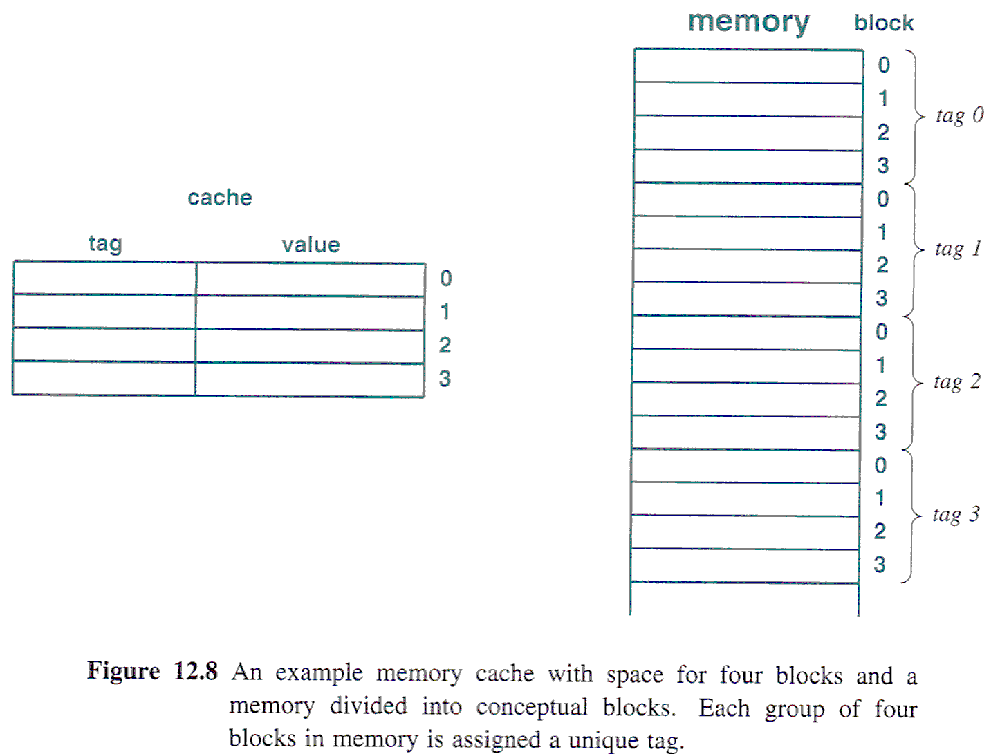 memory block
0
1
2
3
tag 0
0
1
2
3
tag 1
0
1
2
3
tag 2
0
1
2
3
tag 3
cache
tag value
0
1
2
3
Figure 12.8 An example memory cache with space for four blocks and a
memory divided into conceptual blocks. Each group of four
blocks in memory is assigned a unique tag.